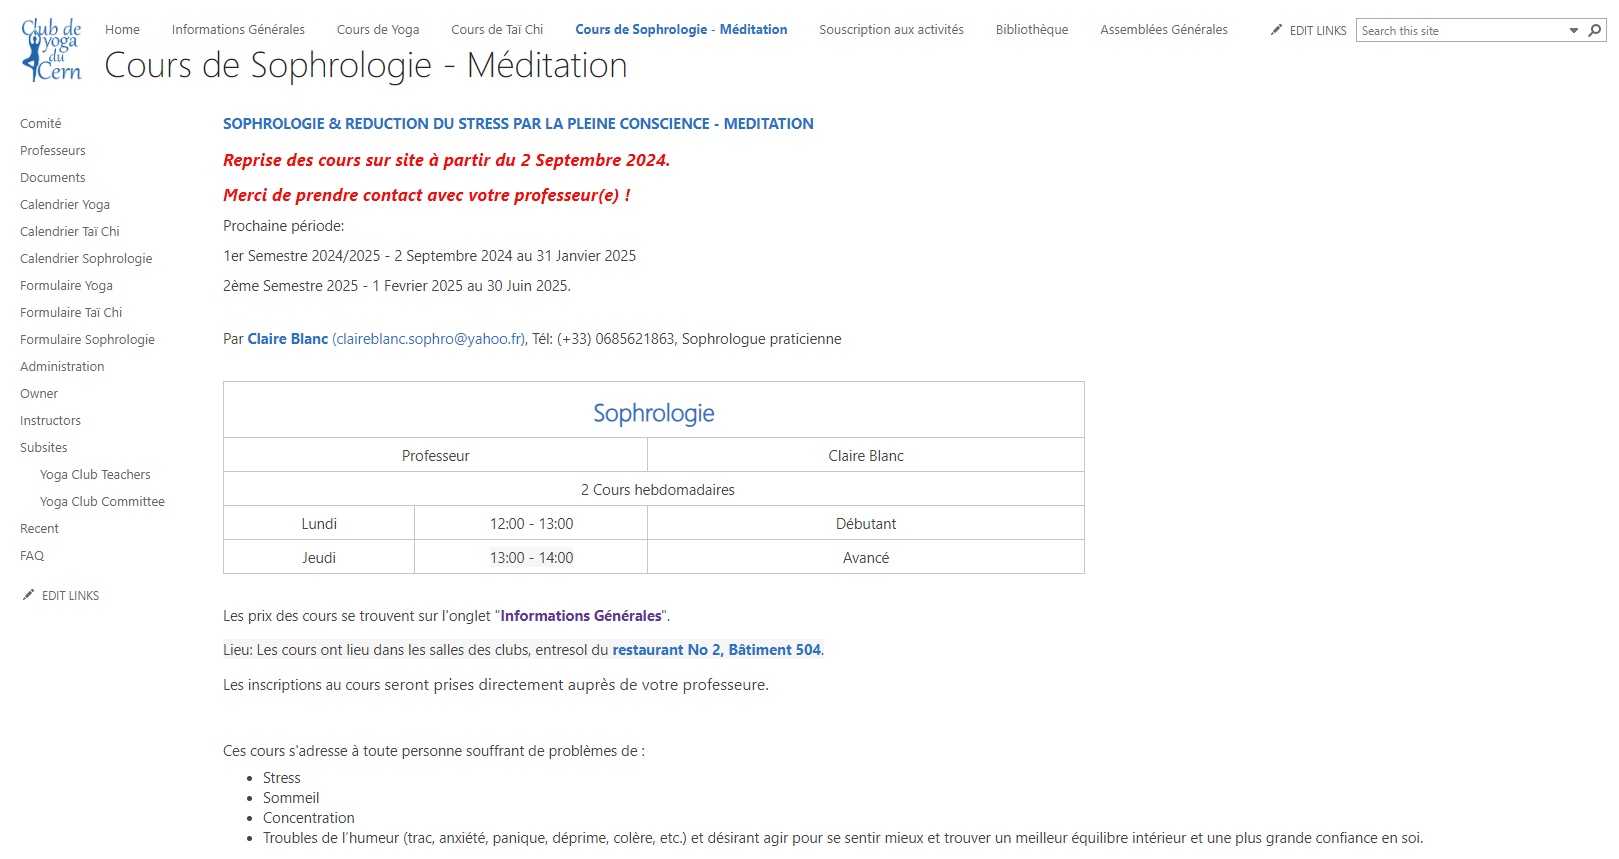 Club de
yoga
du
Cern
Home
Informations Générales
Cours de Yoga
Cours de Taï Chi
Cours de Sophrologie - Méditation
Souscription aux activités
Bibliothèque
Assemblées Générales
EDIT LINKS
Search this site
Cours de Sophrologie - Méditation
Comité
Professeurs
Documents
Calendrier Yoga
Calendrier Taï Chi
Calendrier Sophrologie
Formulaire Yoga
Formulaire Taï Chi
Formulaire Sophrologie
Administration
Owner
Instructors
Subsites
Yoga Club Teachers
Yoga Club Committee
Recent
FAQ
EDIT LINKS
SOPHROLOGIE & REDUCTION DU STRESS PAR LA PLEINE CONSCIENCE - MEDITATION
Reprise des cours sur site à partir du 2 Septembre 2024.
Merci de prendre contact avec votre professeur(e) !
Prochaine période:
1er Semestre 2024/2025 - 2 Septembre 2024 au 31 Janvier 2025
2ème Semestre 2025 - 1 Fevrier 2025 au 30 Juin 2025.
Par Claire Blanc (claireblanc.sophro@yahoo.fr), Tél: (+33) 0685621863, Sophrologue praticienne
Sophrologie
Professeur Claire Blanc
2 Cours hebdomadaires
Lundi 12:00 - 13:00 Débutant
Jeudi 13:00 - 14:00 Avancé
Les prix des cours se trouvent sur l'onglet "Informations Générales".
Lieu: Les cours ont lieu dans les salles des clubs, entresol du restaurant No 2, Bâtiment 504.
Les inscriptions au cours seront prises directement auprès de votre professeure.
Ces cours s'adresse à toute personne souffrant de problèmes de :
• Stress
• Sommeil
• Concentration
• Troubles de l’humeur (trac, anxiété, panique, déprime, colère, etc.) et désirant agir pour se sentir mieux et trouver un meilleur équilibre intérieur et une plus grande confiance en soi.